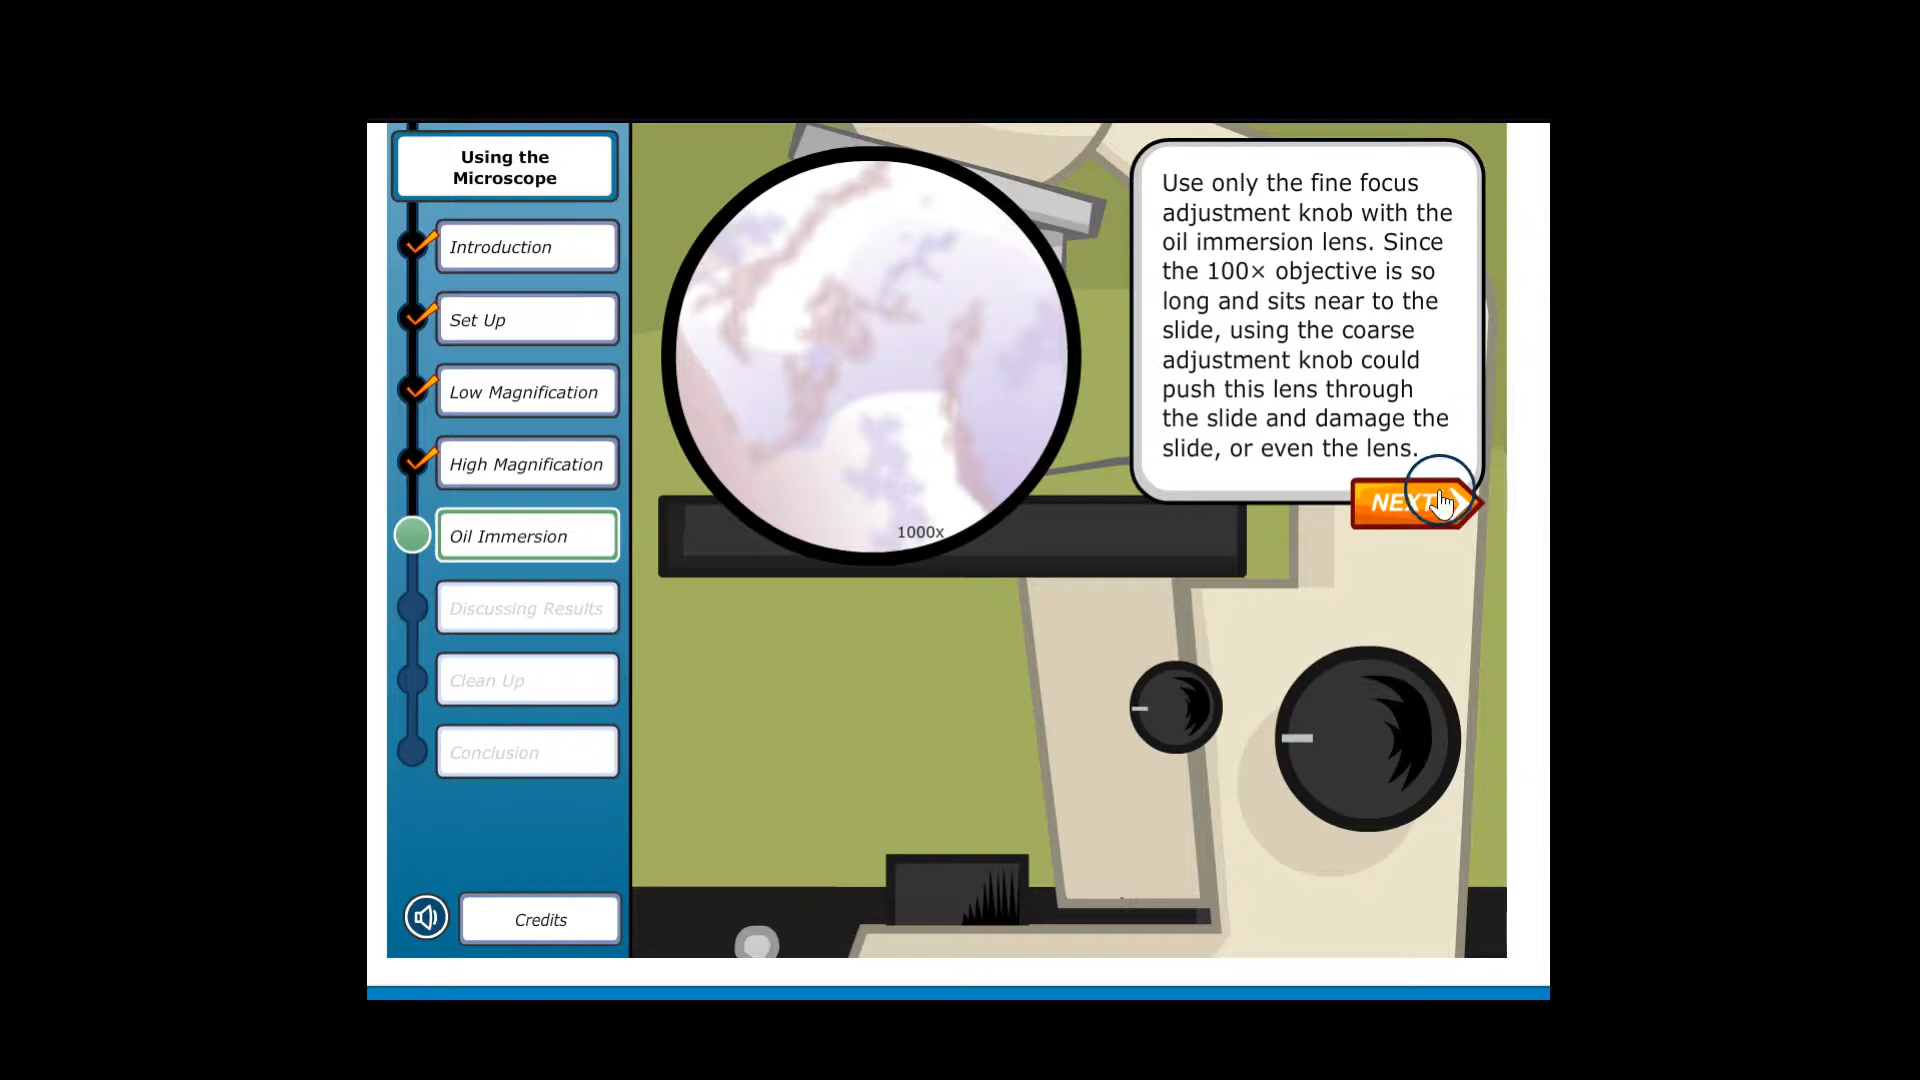 Using the
Microscope
Introduction
Set Up
Low Magnification
High Magnification
Oil Immersion
Discussing Results
Clean Up
Conclusion
Credits
1000x
Use only the fine focus
adjustment knob with the
oil immersion lens. Since
the 100× objective is so
long and sits near to the
slide, using the coarse
adjustment knob could
push this lens through
the slide and damage the
slide, or even the lens.
NEXT